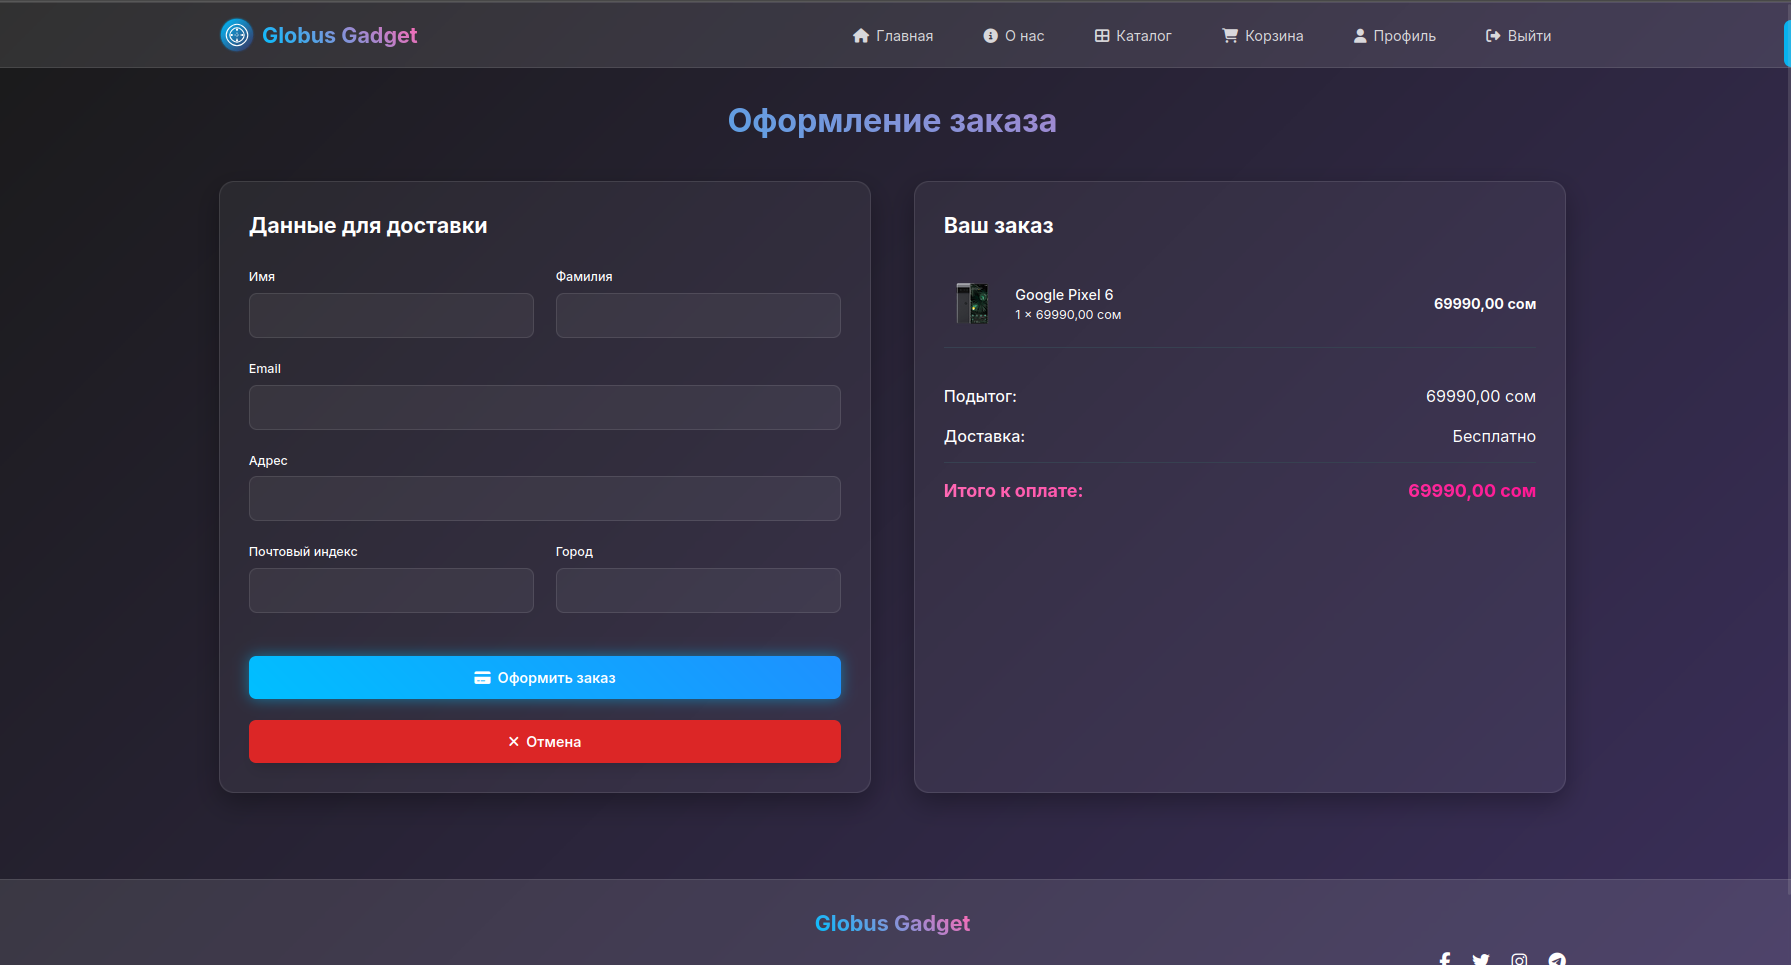 Globus Gadget
Главная
О нас
Каталог
Корзина
Профиль
Выйти
Оформление заказа
Данные для доставки
Имя
Фамилия
Email
Адрес
Почтовый индекс
Город
Оформить заказ
Отмена
Ваш заказ
Google Pixel 6
1 × 69990,00 сом
69990,00 сом
Подытог:
69990,00 сом
Доставка:
Бесплатно
Итого к оплате:
69990,00 сом
Globus Gadget